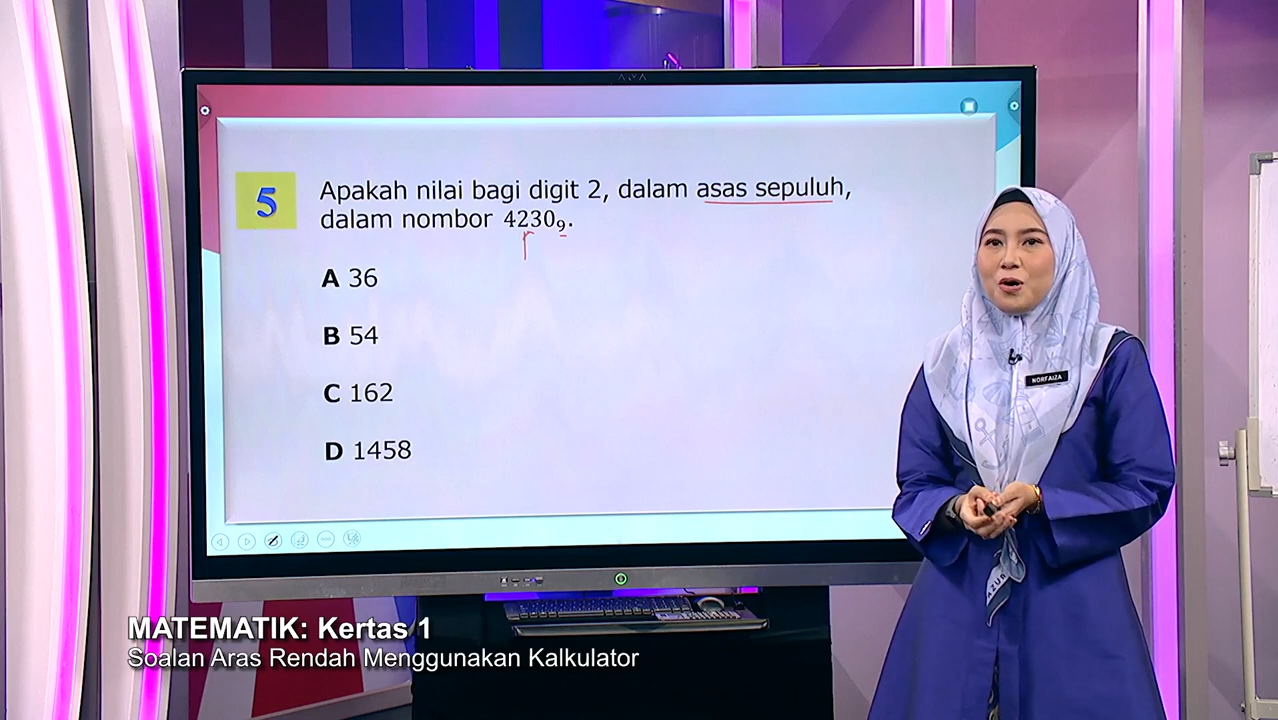 5
Apakah nilai bagi digit 2, dalam asas sepuluh,
dalam nombor 4230₉.
A 36
B 54
C 162
D 1458
NORFAIZA
MATEMATIK: Kertas 1
Soalan Aras Rendah Menggunakan Kalkulator